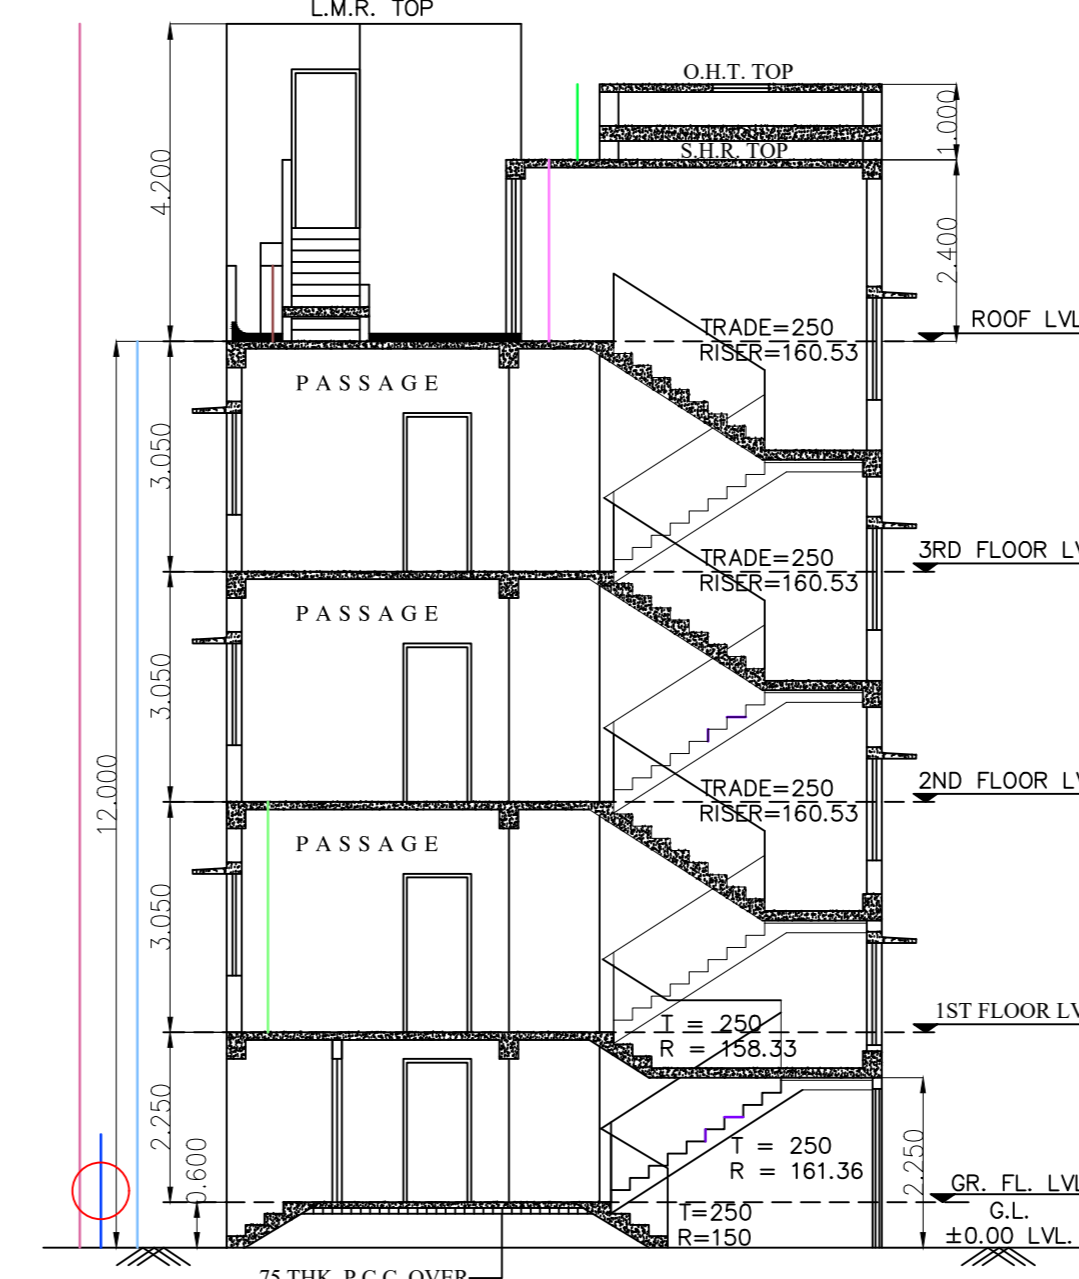 L.M.R. TOP
O.H.T. TOP
1.000
S.H.R. TOP
4.200
2.400
ROOF LVL
TRADE=250
RISER=160.53
PASSAGE
3.050
3RD FLOOR LV
TRADE=250
RISER=160.53
PASSAGE
3.050
12.000
2ND FLOOR LV
TRADE=250
RISER=160.53
PASSAGE
3.050
1ST FLOOR LV
T = 250
R = 158.33
2.250
0.600
T = 250
R = 161.36
2.250
GR. FL. LVL
T=250
R=150
G.L.
±0.00 LVL.
75 THK. P.C.C. OVER